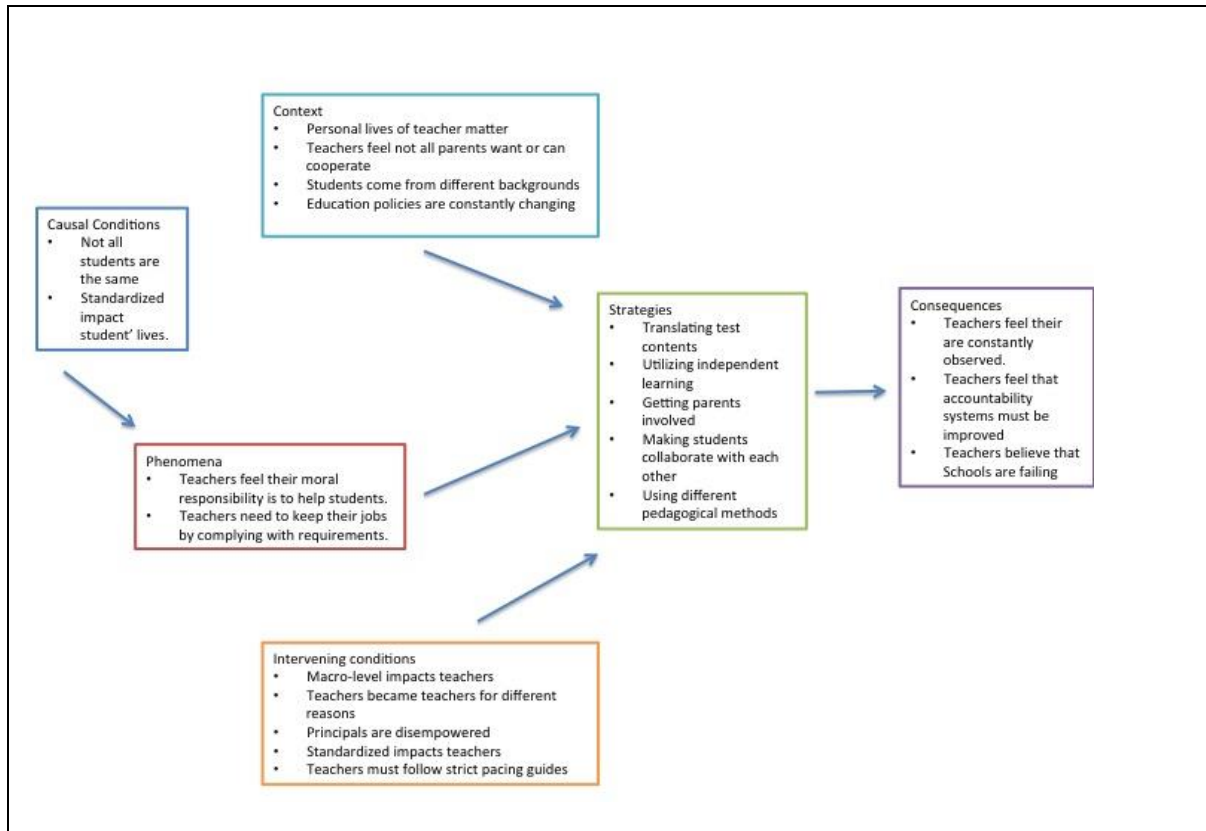 Context
• Personal lives of teacher matter
• Teachers feel not all parents want or can
cooperate
• Students come from different backgrounds
• Education policies are constantly changing
Causal Conditions
• Not all
students are
the same
• Standardized
impact
student' lives.
Phenomena
• Teachers feel their moral
responsibility is to help students.
• Teachers need to keep their jobs
by complying with requirements.
Strategies
• Translating test
contents
• Utilizing independent
learning
• Getting parents
involved
• Making students
collaborate with each
other
• Using different
pedagogical methods
Consequences
• Teachers feel their
are constantly
observed.
• Teachers feel that
accountability
systems must be
improved
• Teachers believe that
Schools are failing
Intervening conditions
• Macro-level impacts teachers
• Teachers became teachers for different
reasons
• Principals are disempowered
• Standardized impacts teachers
• Teachers must follow strict pacing guides